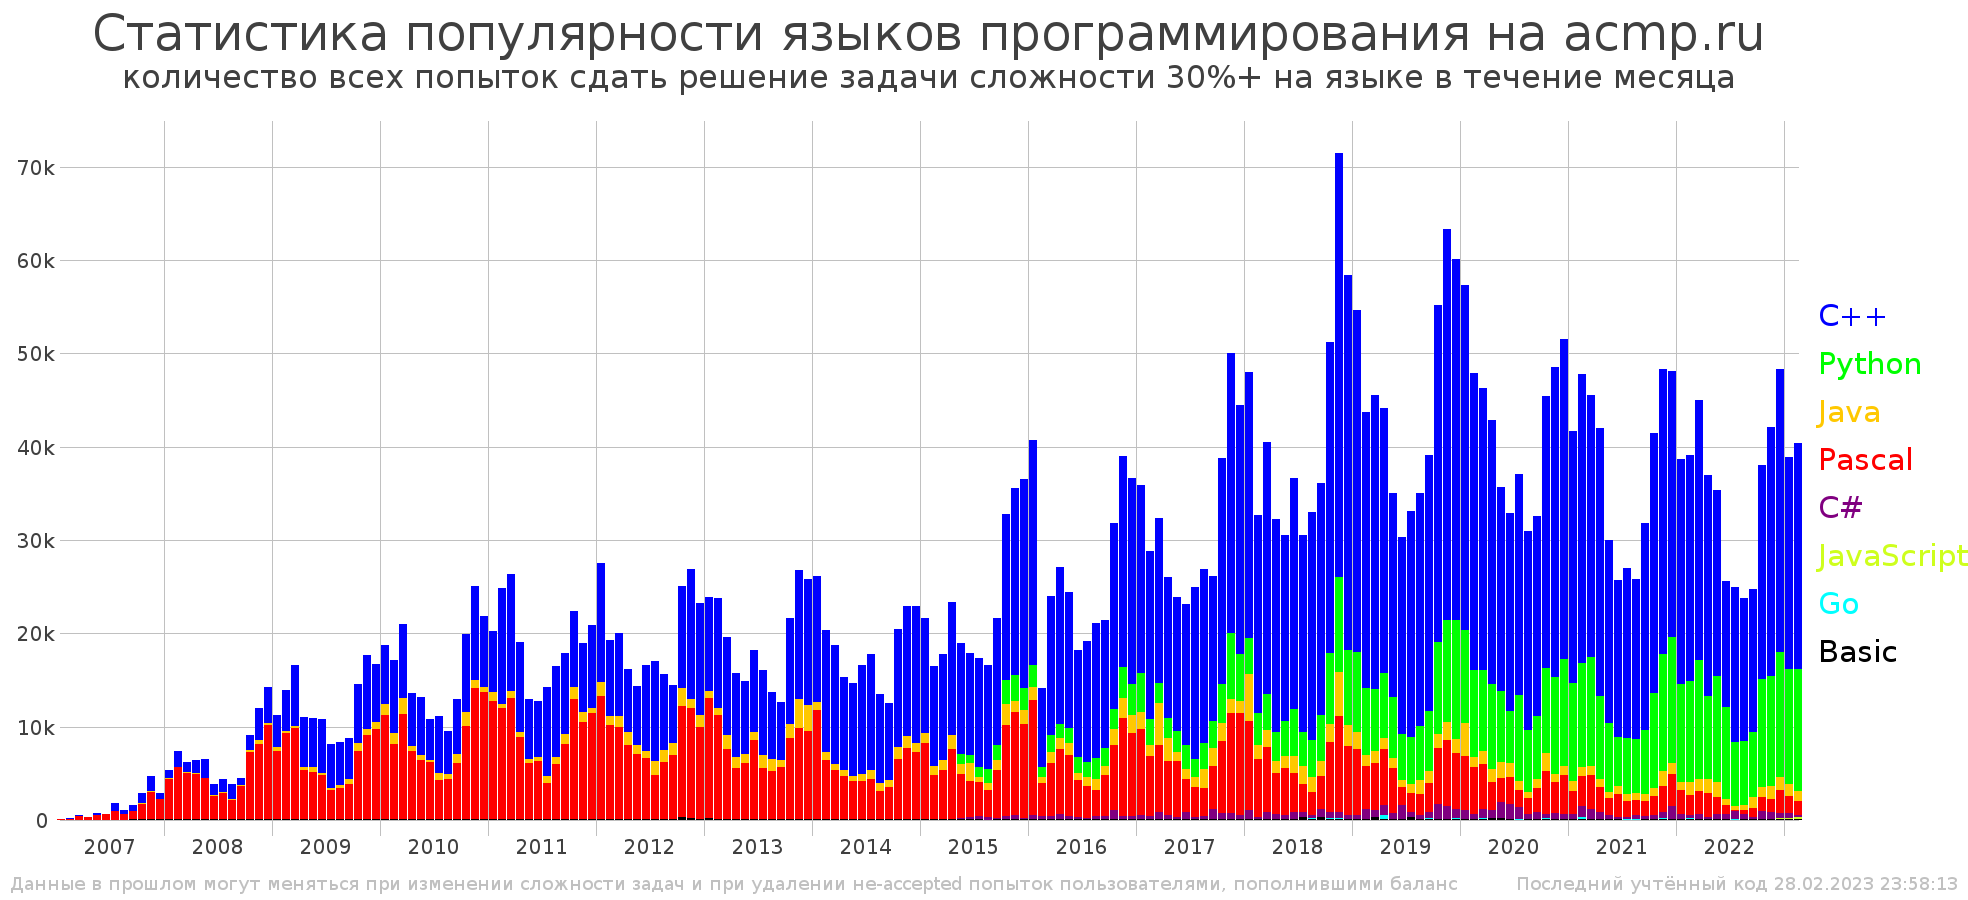 Статистика популярности языков программирования на acmp.ru
количество всех попыток сдать решение задачи сложности 30%+ на языке в течение месяца
70k
60k
50k
40k
30k
20k
10k
0
C++
Python
Java
Pascal
C#
JavaScript
Go
Basic
2007 2008 2009 2010 2011 2012 2013 2014 2015 2016 2017 2018 2019 2020 2021 2022
Данные в прошлом могут меняться при изменении сложности задач и при удалении не-accepted попыток пользователями, пополнившими баланс
Последний учтённый код 28.02.2023 23:58:13